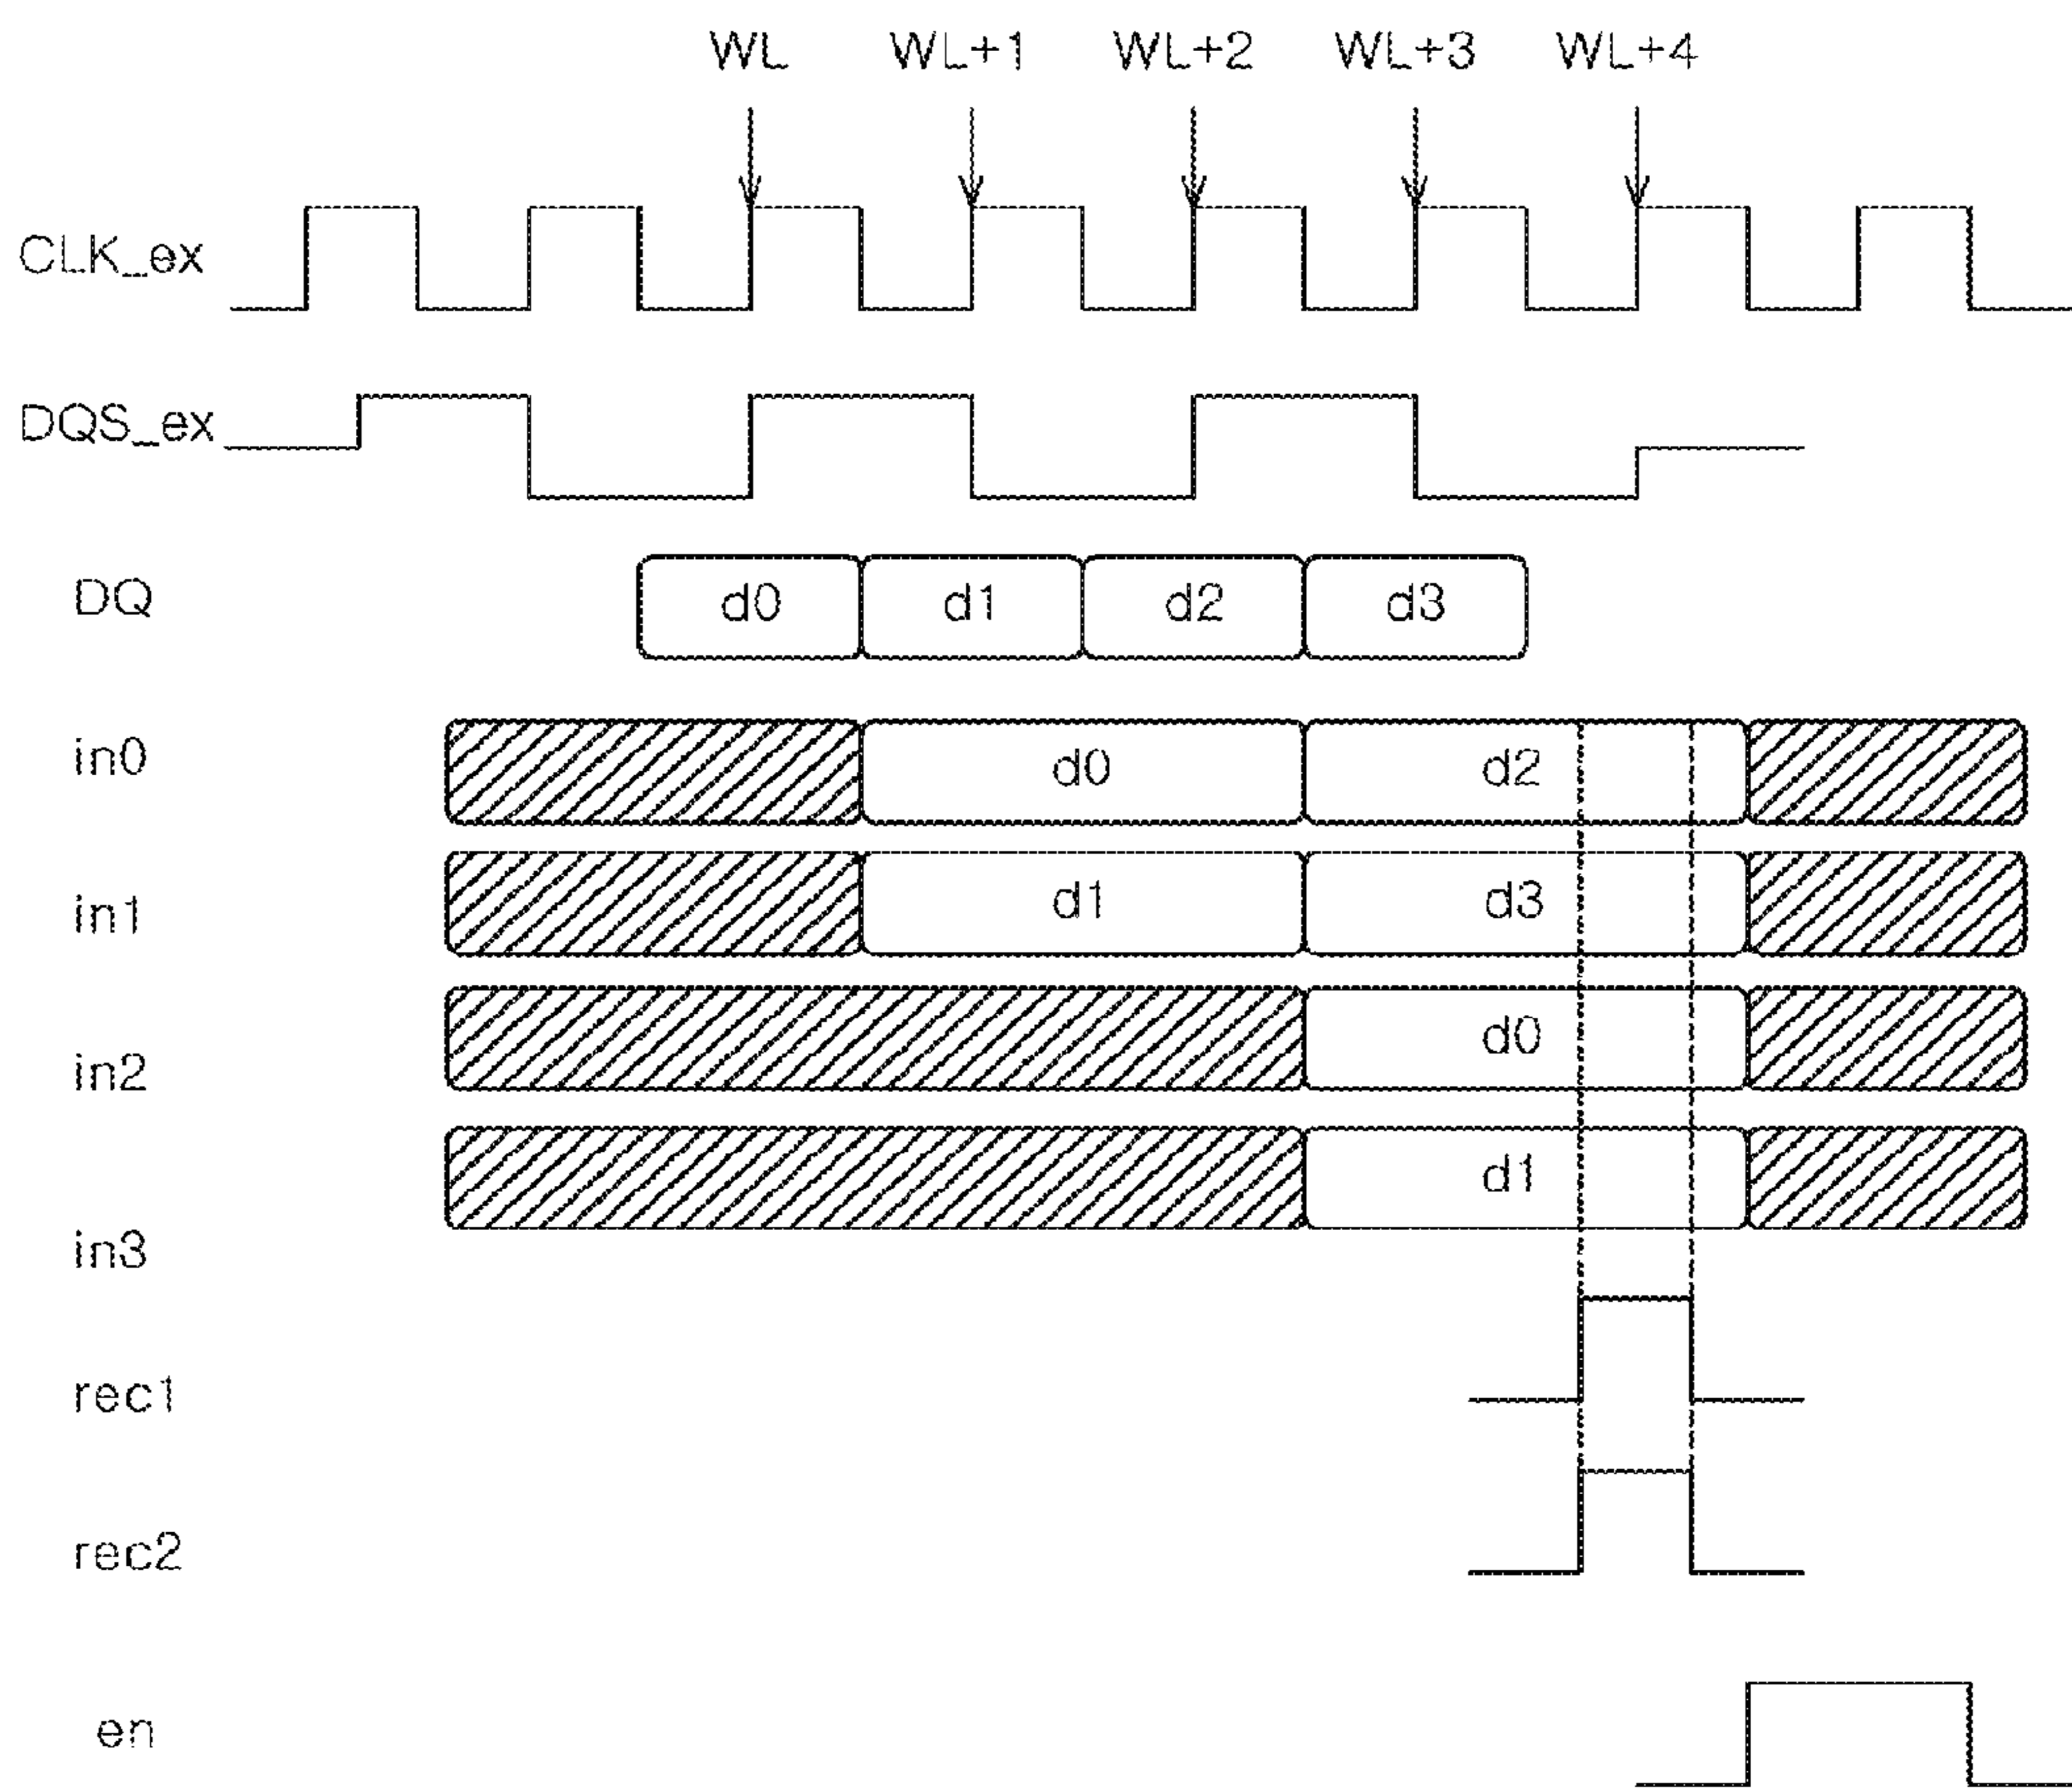 WL WL+1 WL+2 WL+3 WL+4
CLK_ex
DQS_ex
DQ d0 d1 d2 d3
in0 d0 d2
in1 d1 d3
in2 d0
in3 d1
rec1
rec2
en